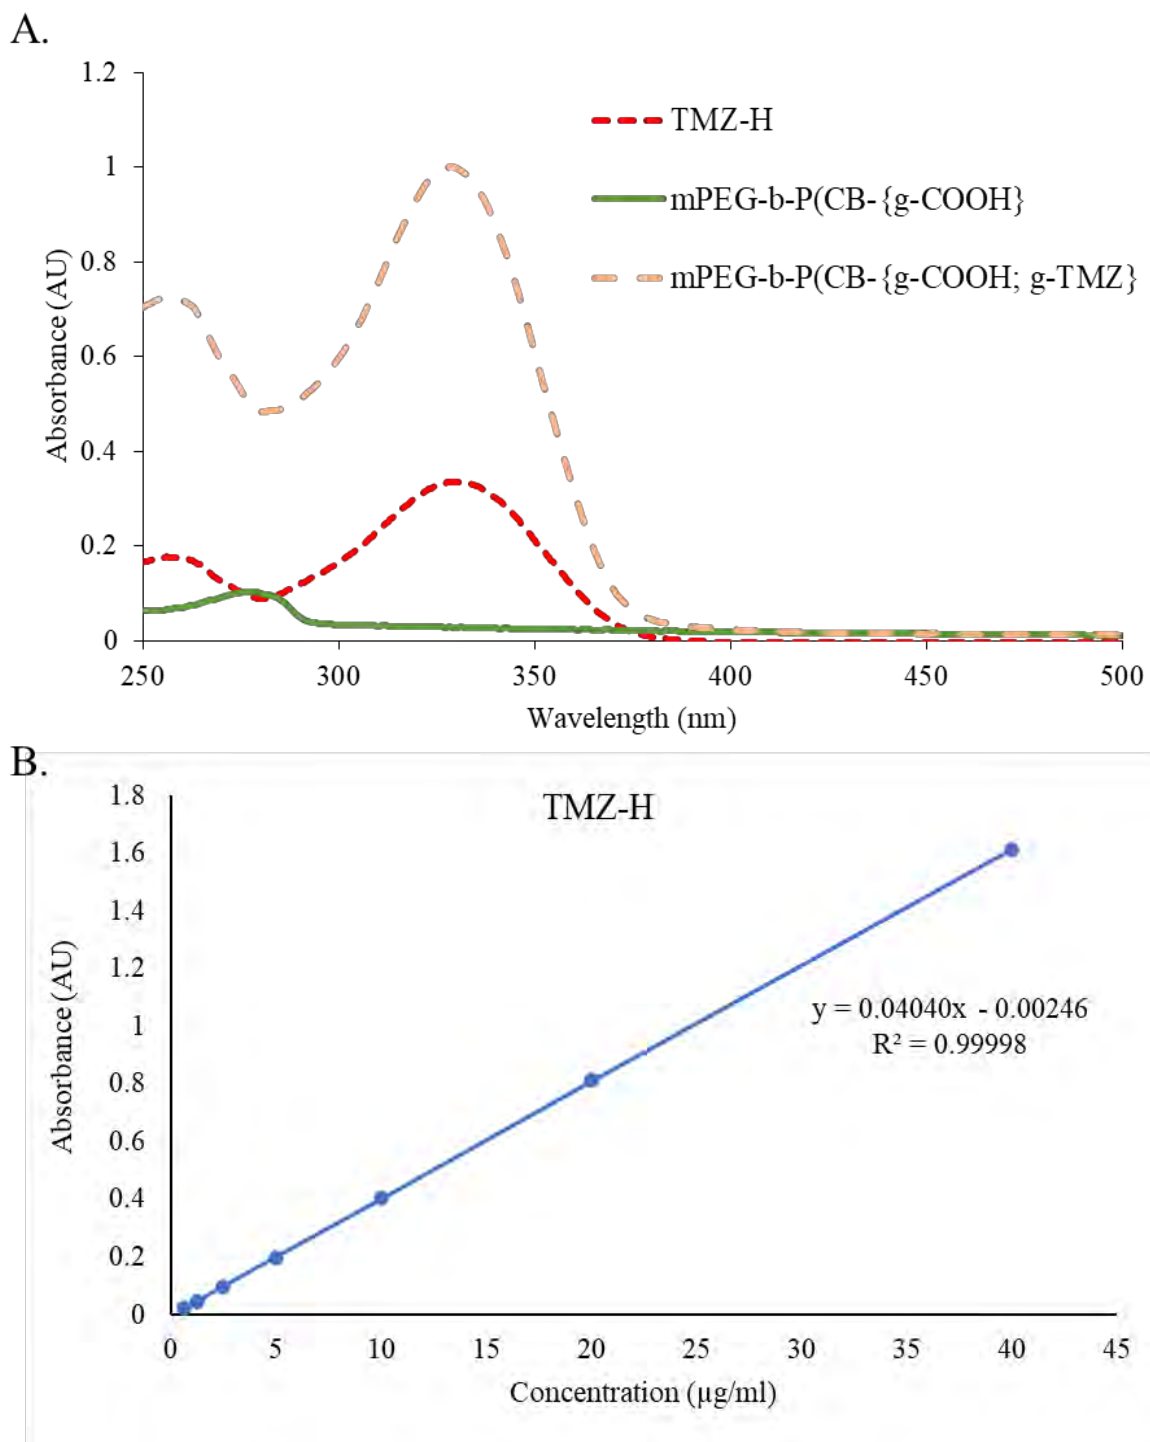 A.
1.2
1
0.8
0.6
0.4
0.2
0
Absorbance (AU)
TMZ-H
mPEG-b-P(CB-{g-COOH}
mPEG-b-P(CB-{g-COOH; g-TMZ}
250 300 350 400 450 500
Wavelength (nm)
B.
TMZ-H
1.8
1.6
1.4
1.2
1
0.8
0.6
0.4
0.2
0
Absorbance (AU)
y = 0.04040x - 0.00246
R² = 0.99998
0 5 10 15 20 25 30 35 40 45
Concentration (µg/ml)